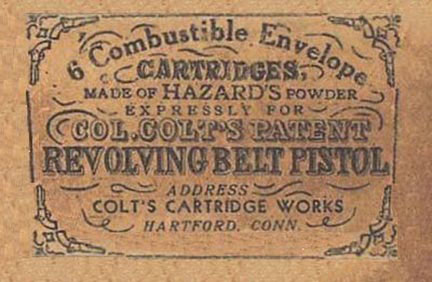 6 Combustible Envelope
CARTRIDGES,
MADE OF HAZARD'S POWDER
EXPRESSLY FOR
COL. COLT'S PATENT
REVOLVING BELT PISTOL
ADDRESS
COLT'S CARTRIDGE WORKS
HARTFORD, CONN.